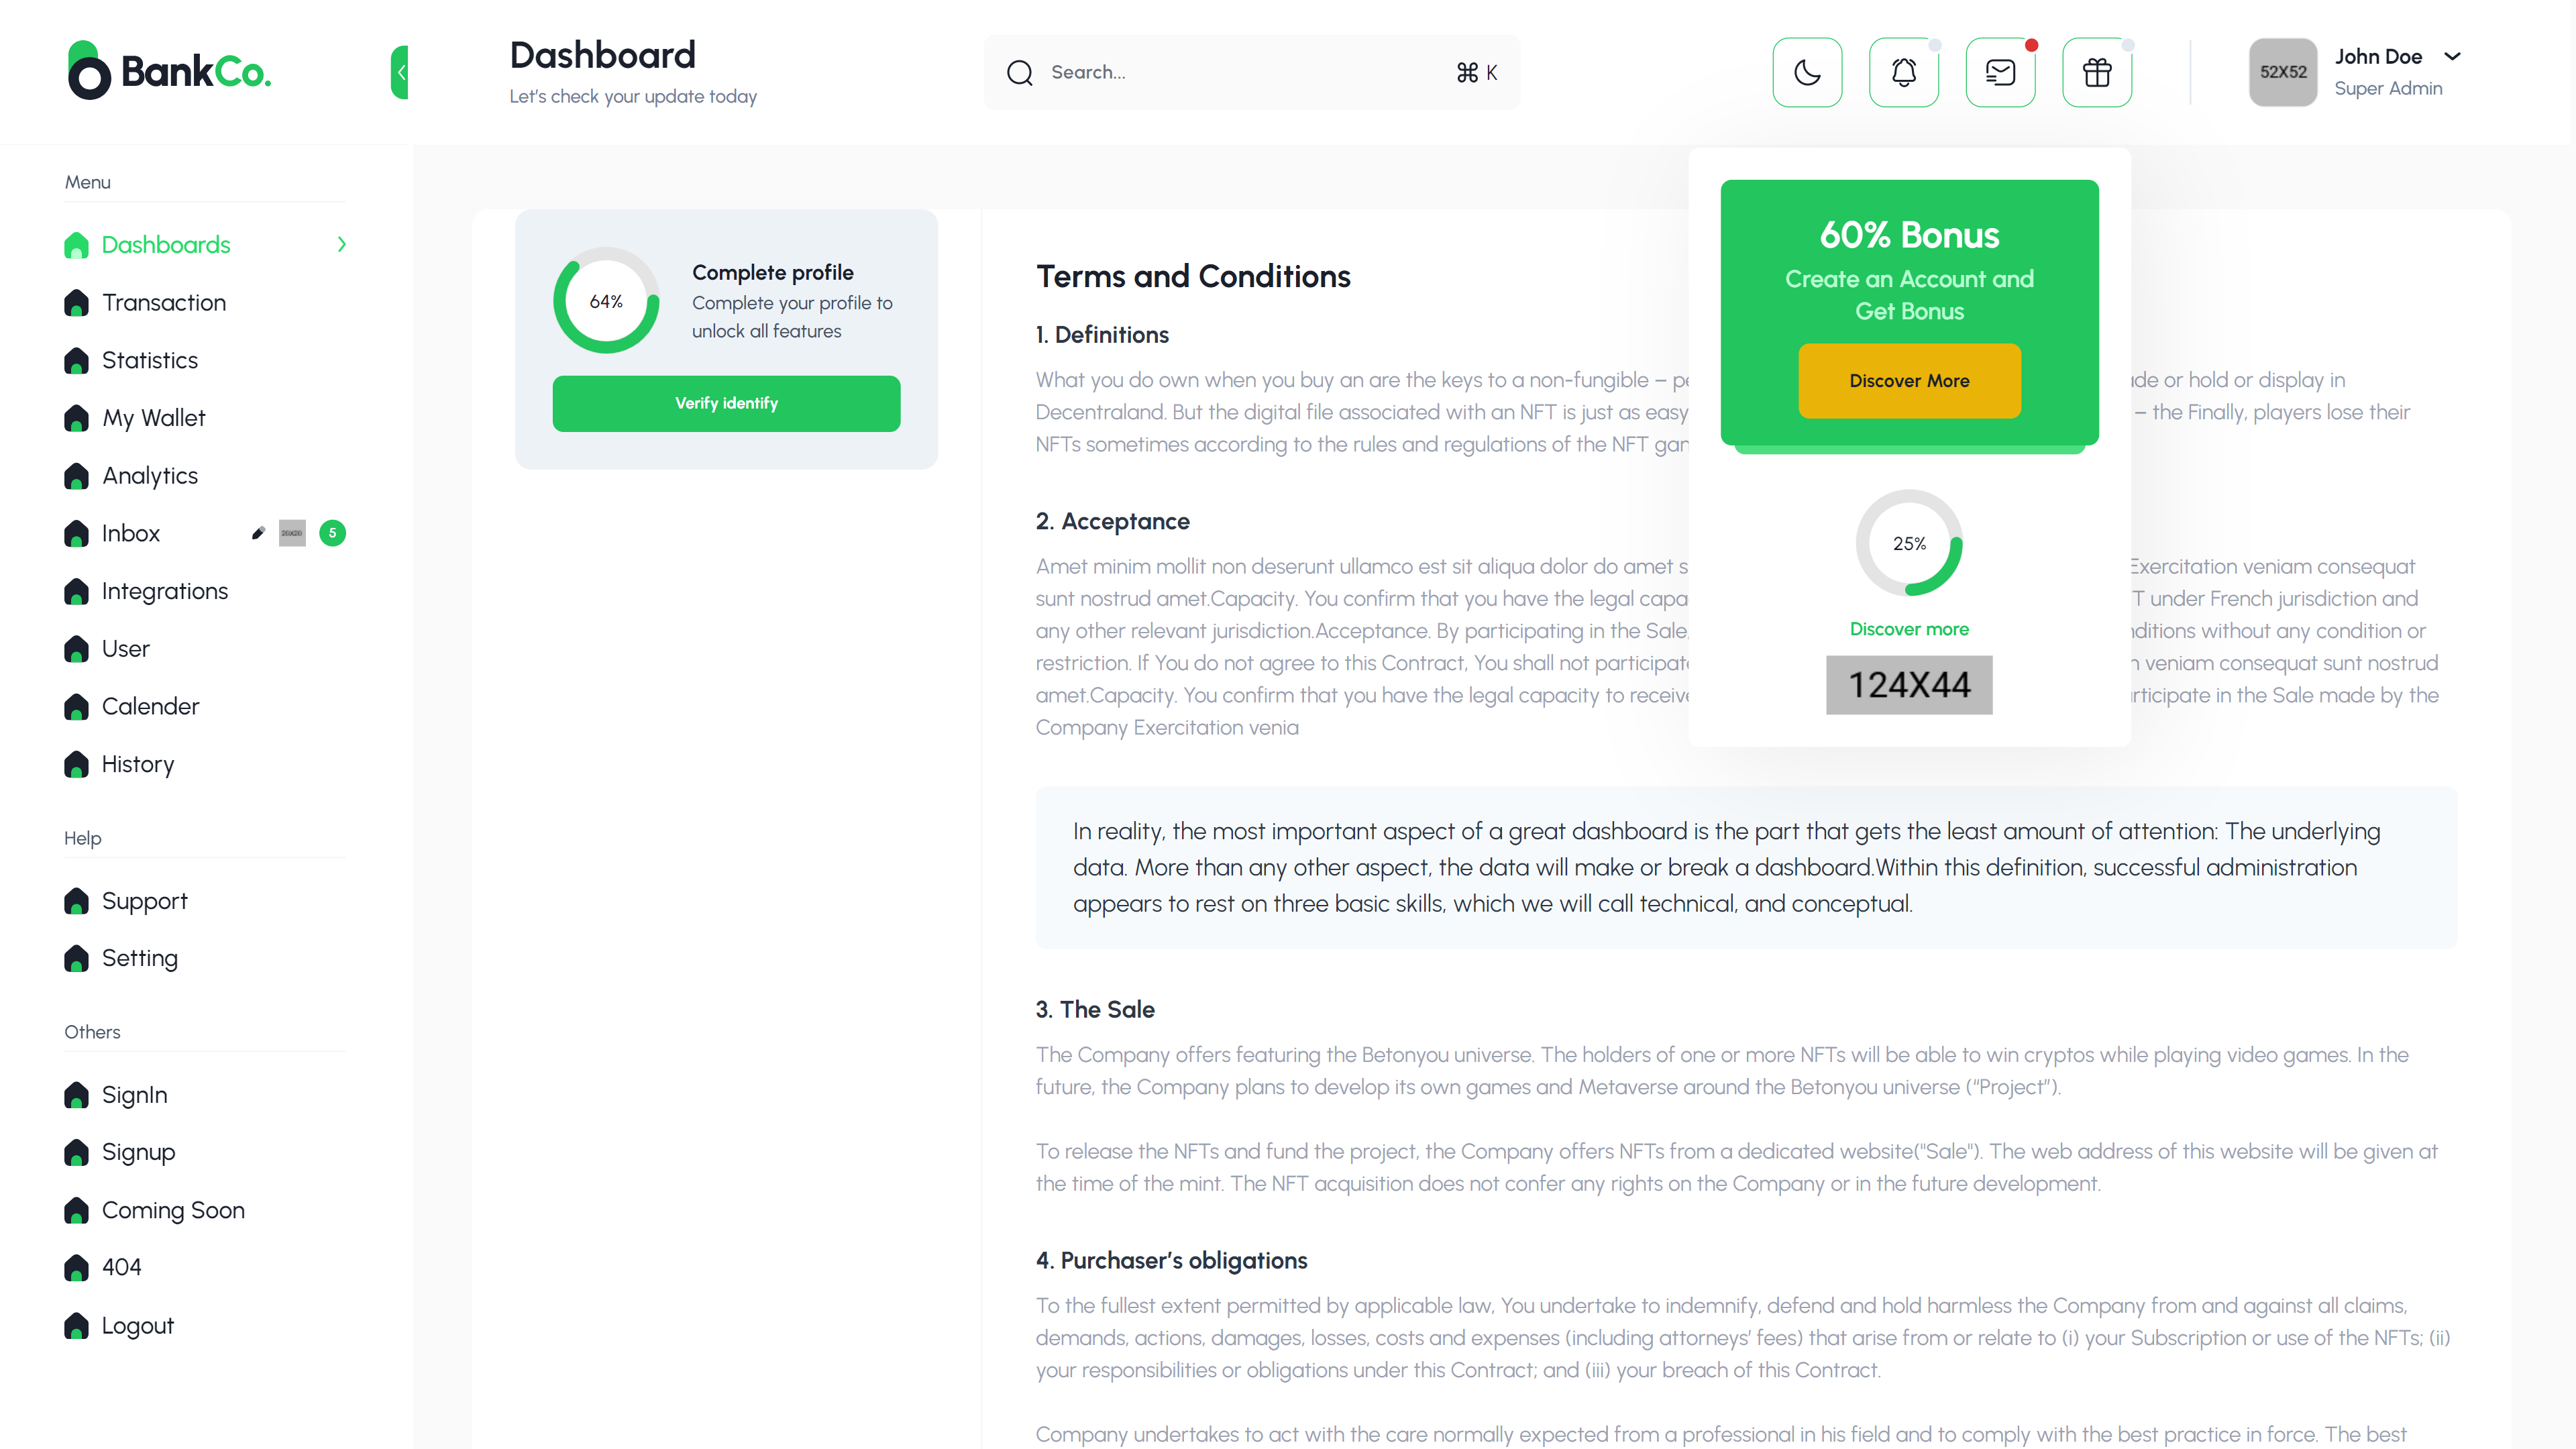 BankCo.
Dashboard
Let's check your update today
Search...
⌘ K
52X52
John Doe
Super Admin
Menu
Dashboards
Transaction
Statistics
My Wallet
Analytics
Inbox
5
Integrations
User
Calender
History
Help
Support
Setting
Others
SignIn
Signup
Coming Soon
404
Logout
64%
Complete profile
Complete your profile to
unlock all features
Verify identify
Terms and Conditions
1. Definitions
What you do own when you buy an are the keys to a non-fungible – or hold or display in
Decentraland. But the digital file associated with an NFT is just as easy – the Finally, players lose their
NFTs sometimes according to the rules and regulations of the NFT
2. Acceptance
Amet minim mollit non deserunt ullamco est sit aliqua dolor do amet Exercitation veniam consequat
sunt nostrud amet.Capacity. You confirm that you have the legal under French jurisdiction and
any other relevant jurisdiction.Acceptance. By participating in the Sale. without any condition or
restriction. If You do not agree to this Contract, You shall not veniam consequat sunt nostrud
amet.Capacity. You confirm that you have the legal capacity to in the Sale made by the
Company Exercitation venia
60% Bonus
Create an Account and
Get Bonus
Discover More
25%
Discover more
124X44
In reality, the most important aspect of a great dashboard is the part that gets the least amount of attention: The underlying
data. More than any other aspect, the data will make or break a dashboard.Within this definition, successful administration
appears to rest on three basic skills, which we will call technical, and conceptual.
3. The Sale
The Company offers featuring the Betonyou universe. The holders of one or more NFTs will be able to win cryptos while playing video games. In the
future, the Company plans to develop its own games and Metaverse around the Betonyou universe (“Project”).
To release the NFTs and fund the project, the Company offers NFTs from a dedicated website("Sale"). The web address of this website will be given at
the time of the mint. The NFT acquisition does not confer any rights on the Company or in the future development.
4. Purchaser’s obligations
To the fullest extent permitted by applicable law, You undertake to indemnify, defend and hold harmless the Company from and against all claims,
demands, actions, damages, losses, costs and expenses (including attorneys’ fees) that arise from or relate to (i) your Subscription or use of the NFTs; (ii)
your responsibilities or obligations under this Contract; and (iii) your breach of this Contract.
Company undertakes to act with the care normally expected from a professional in his field and to comply with the best practice in force. The best